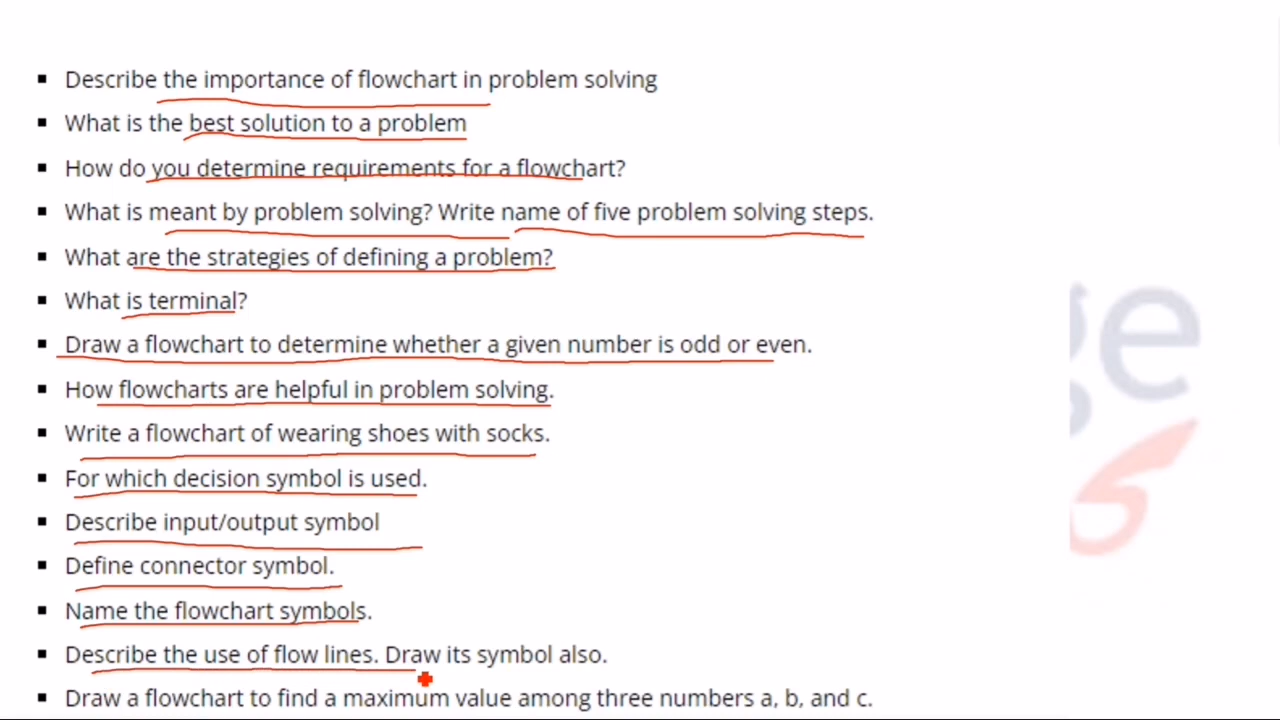 ▪ Describe the importance of flowchart in problem solving
▪ What is the best solution to a problem
▪ How do you determine requirements for a flowchart?
▪ What is meant by problem solving? Write name of five problem solving steps.
▪ What are the strategies of defining a problem?
▪ What is terminal?
▪ Draw a flowchart to determine whether a given number is odd or even.
▪ How flowcharts are helpful in problem solving.
▪ Write a flowchart of wearing shoes with socks.
▪ For which decision symbol is used.
▪ Describe input/output symbol
▪ Define connector symbol.
▪ Name the flowchart symbols.
▪ Describe the use of flow lines. Draw its symbol also.
▪ Draw a flowchart to find a maximum value among three numbers a, b, and c.